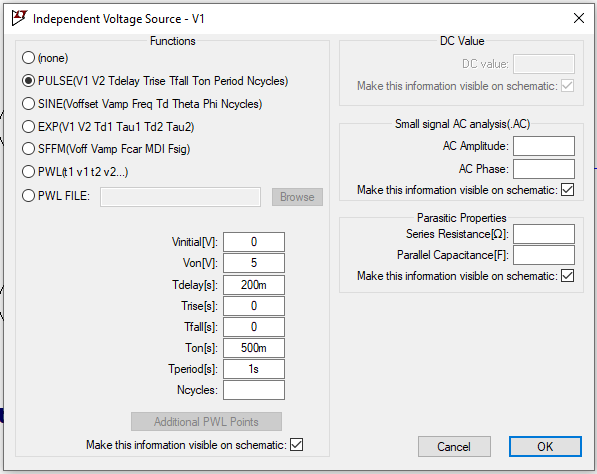 Independent Voltage Source - V1
Functions
(none)
PULSE(V1 V2 Tdelay Trise Tfall Ton Period Ncycles)
SINE(Voffset Vamp Freq Td Theta Phi Ncycles)
EXP(V1 V2 Td1 Tau1 Td2 Tau2)
SFFM(Voff Vamp Fcar MDI Fsig)
PWL(t1 v1 t2 v2...)
PWL FILE:
Browse
Vinitial[V]: 0
Von[V]: 5
Tdelay[s]: 200m
Trise[s]: 0
Tfall[s]: 0
Ton[s]: 500m
Tperiod[s]: 1s
Ncycles:
Additional PWL Points
Make this information visible on schematic:
DC Value
DC value:
Make this information visible on schematic:
Small signal AC analysis(.AC)
AC Amplitude:
AC Phase:
Make this information visible on schematic:
Parasitic Properties
Series Resistance[Ω]:
Parallel Capacitance[F]:
Make this information visible on schematic:
Cancel
OK